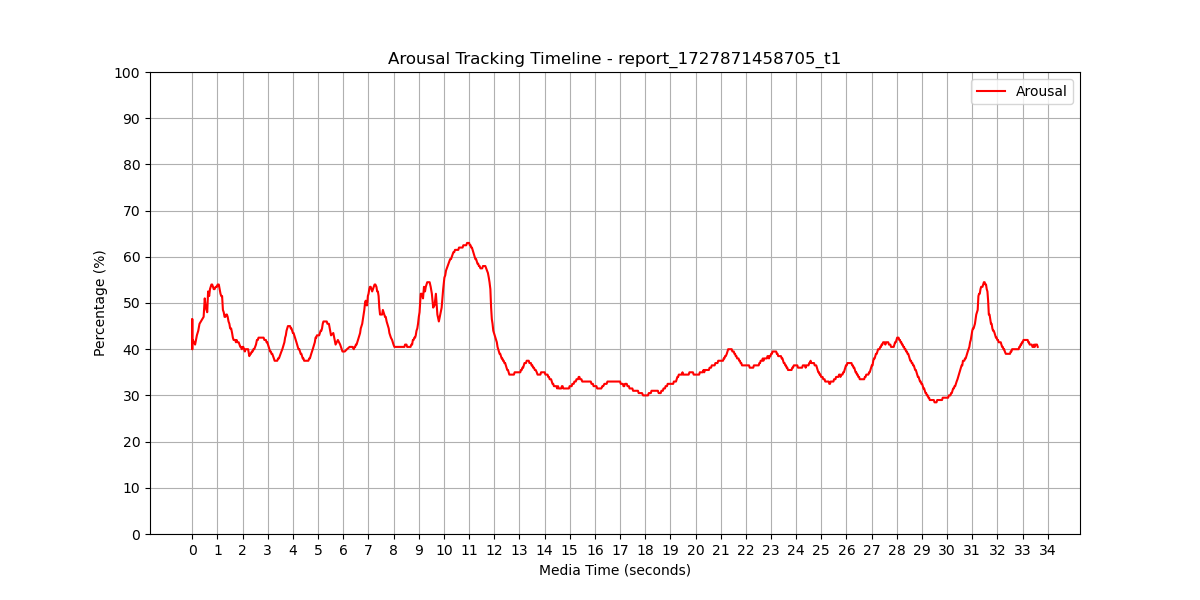 Arousal Tracking Timeline - report_1727871458705_t1
Arousal
Percentage (%)
100
90
80
70
60
50
40
30
20
10
0
0 1 2 3 4 5 6 7 8 9 10 11 12 13 14 15 16 17 18 19 20 21 22 23 24 25 26 27 28 29 30 31 32 33 34
Media Time (seconds)